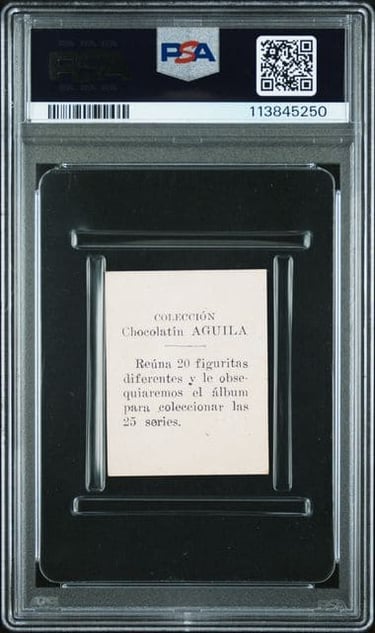 PSA
113845250
COLECCIÓN
Chocolatín AGUILA
Reúna 20 figuritas
diferentes y le obse-
quiaremos el álbum
para coleccionar las
25 series.